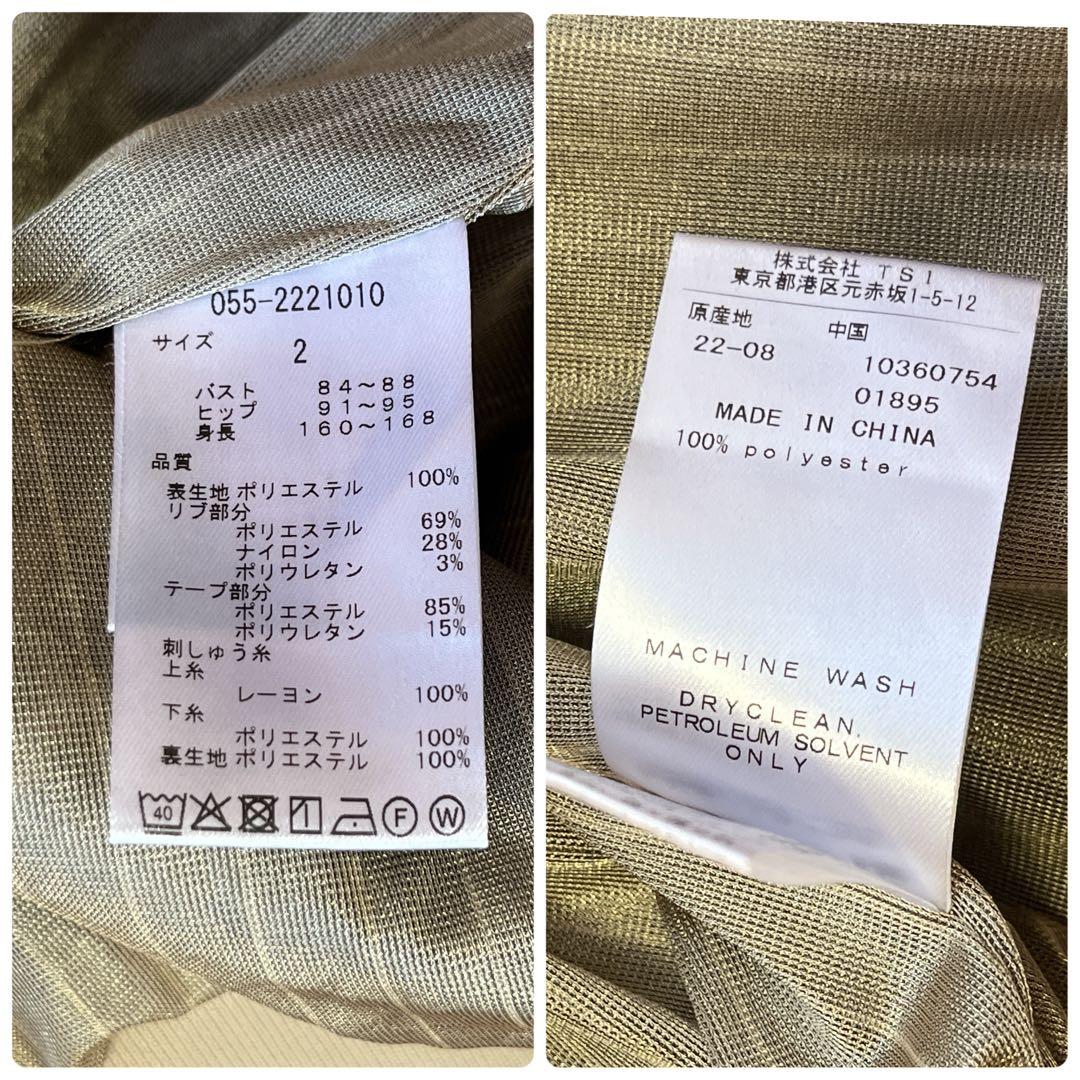 055-2221010
サイズ 2
バスト 84～88
ヒップ 91～95
身長 160～168
品質
表生地 ポリエステル 100%
リブ部分
ポリエステル 69%
ナイロン 28%
ポリウレタン 3%
テープ部分
ポリエステル 85%
ポリウレタン 15%
刺しゅう糸
上糸
レーヨン 100%
下糸
ポリエステル 100%
裏生地 ポリエステル 100%
40 F W
株式会社 TSI
東京都港区元赤坂1-5-12
原産地 中国
22-08 10360754
01895
MADE IN CHINA
100% polyester
MACHINE WASH
DRYCLEAN.
PETROLEUM SOLVENT
ONLY